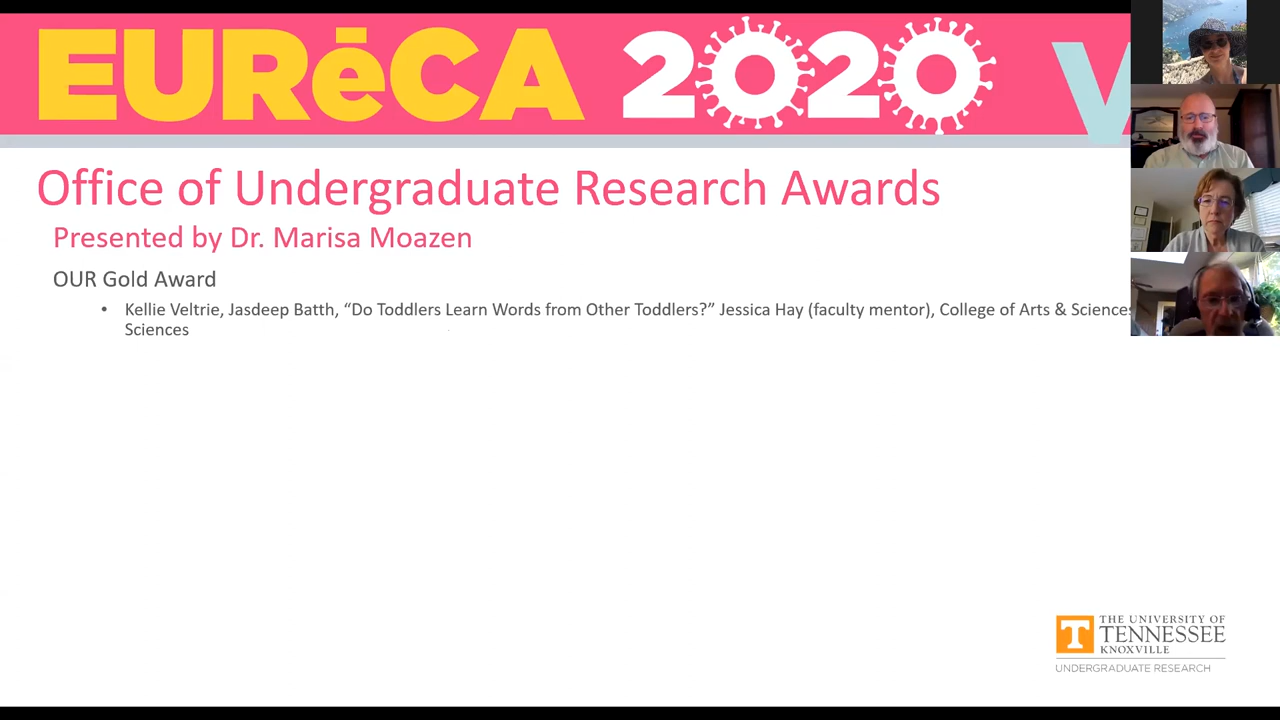 EURēCA 2020 V
Office of Undergraduate Research Awards
Presented by Dr. Marisa Moazen
OUR Gold Award
• Kellie Veltrie, Jasdeep Batth, “Do Toddlers Learn Words from Other Toddlers?” Jessica Hay (faculty mentor), College of Arts & Sciences
Sciences
THE UNIVERSITY OF
TENNESSEE
KNOXVILLE
UNDERGRADUATE RESEARCH